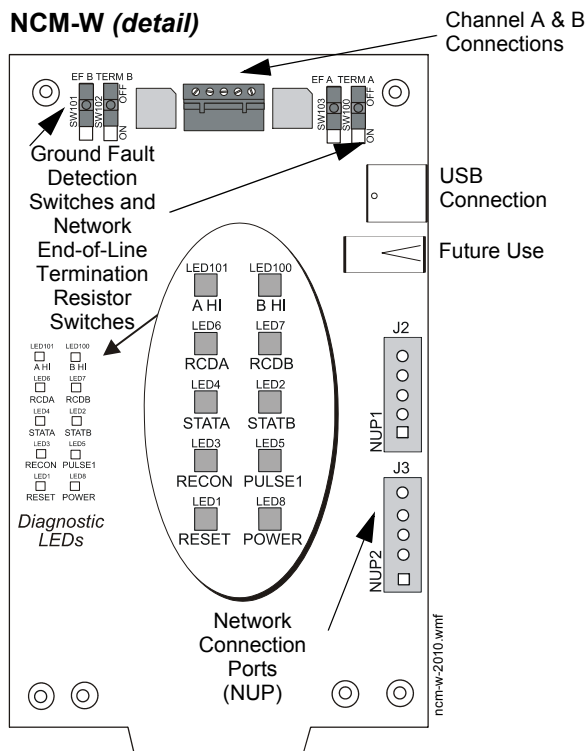 NCM-W (detail)
Channel A & B
Connections
EF B TERM B
SW101
SW102
OFF
ON
EF A TERM A
SW103
SW100
OFF
ON
Ground Fault
Detection
Switches and
Network
End-of-Line
Termination
Resistor
Switches
USB
Connection
Future Use
LED101 LED100
A HI B HI
LED6 LED7
RCDA RCDB
LED4 LED2
STATA STATB
LED3 LED5
RECON PULSE1
LED1 LED8
RESET POWER
LED101 LED100
A HI B HI
LED6 LED7
RCDA RCDB
LED4 LED2
STATA STATB
LED3 LED5
RECON PULSE1
LED1 LED8
RESET POWER
Diagnostic
LEDs
J2
NUP1
J3
NUP2
Network
Connection
Ports
(NUP)
ncm-w-2010.wmf